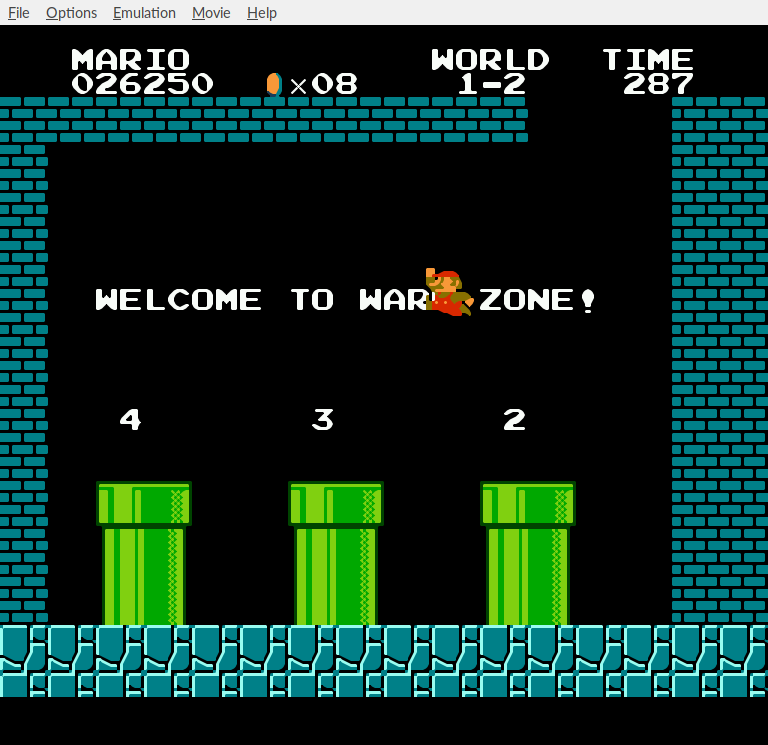 File Options Emulation Movie Help
MARIO WORLD TIME
026250 ×08 1-2 287
WELCOME TO WARP ZONE!
4 3 2